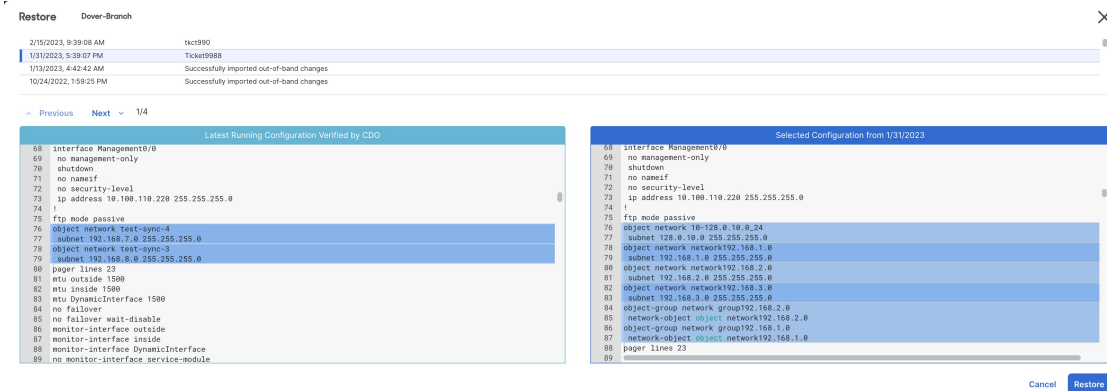 Restore Dover-Branch
2/15/2023, 9:39:08 AM tkct990
1/31/2023, 5:39:07 PM Ticket9988
1/13/2023, 4:42:42 AM Successfully imported out-of-band changes
10/24/2022, 1:59:25 PM Successfully imported out-of-band changes
Previous Next 1/4
Latest Running Configuration Verified by CDO
68 interface Management0/0
69 no management-only
70 shutdown
71 no nameif
72 no security-level
73 ip address 10.100.110.220 255.255.255.0
74 !
75 ftp mode passive
76 object network test-sync-4
77 subnet 192.168.7.0 255.255.255.0
78 object network test-sync-3
79 subnet 192.168.8.0 255.255.255.0
80 pager lines 23
81 mtu outside 1500
82 mtu inside 1500
83 mtu DynamicInterface 1500
84 no failover
85 no failover wait-disable
86 monitor-interface outside
87 monitor-interface inside
88 monitor-interface DynamicInterface
89 no monitor-interface service-module
Selected Configuration from 1/31/2023
68 interface Management0/0
69 no management-only
70 shutdown
71 no nameif
72 no security-level
73 ip address 10.100.110.220 255.255.255.0
74 !
75 ftp mode passive
76 object network 10-128.0.10.0_24
77 subnet 128.0.10.0 255.255.255.0
78 object network network192.168.1.0
79 subnet 192.168.1.0 255.255.255.0
80 object network network192.168.2.0
81 subnet 192.168.2.0 255.255.255.0
82 object network network192.168.3.0
83 subnet 192.168.3.0 255.255.255.0
84 object-group network group192.168.2.0
85 network-object object network192.168.2.0
86 object-group network group192.168.1.0
87 network-object object network192.168.1.0
88 pager lines 23
89
Cancel Restore